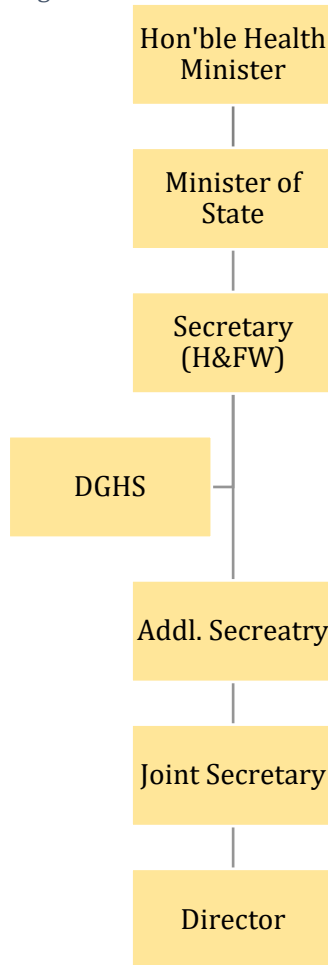 Hon'ble Health
Minister
Minister of
State
Secretary
(H&FW)
DGHS
Addl. Secreatry
Joint Secretary
Director